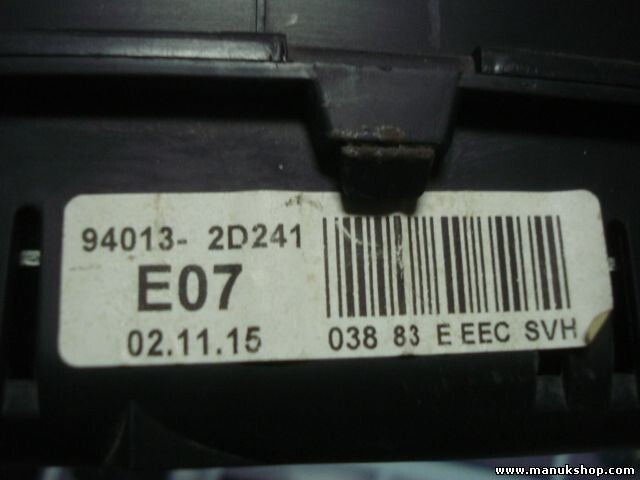 94013- 2D241
E07
02.11.15
038 83 E EEC SVH
www.manukshop.com